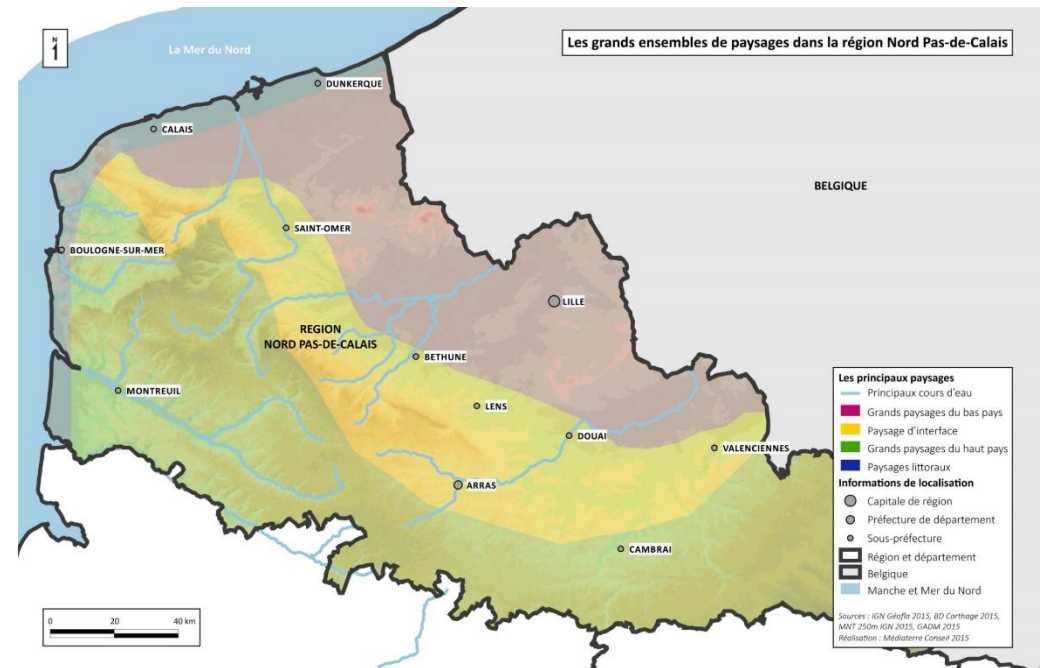 N
1
La Mer du Nord
Les grands ensembles de paysages dans la région Nord Pas-de-Calais
DUNKERQUE
CALAIS
BELGIQUE
SAINT-OMER
BOULOGNE-SUR-MER
LILLE
REGION
NORD PAS-DE-CALAIS
BETHUNE
MONTREUIL
LENS
DOUAI
VALENCIENNES
ARRAS
CAMBRAI
Les principaux paysages
Principaux cours d'eau
Grands paysages du bas pays
Paysage d'interface
Grands paysages du haut pays
Paysages littoraux
Informations de localisation
Capitale de région
Préfecture de département
Sous-préfecture
Région et département
Belgique
Manche et Mer du Nord
Sources : IGN Géofla 2015, BD Carthage 2015,
MNT 250m IGN 2015, GADM 2015
Réalisation : Médiaterre Conseil 2015
0 20 40 km